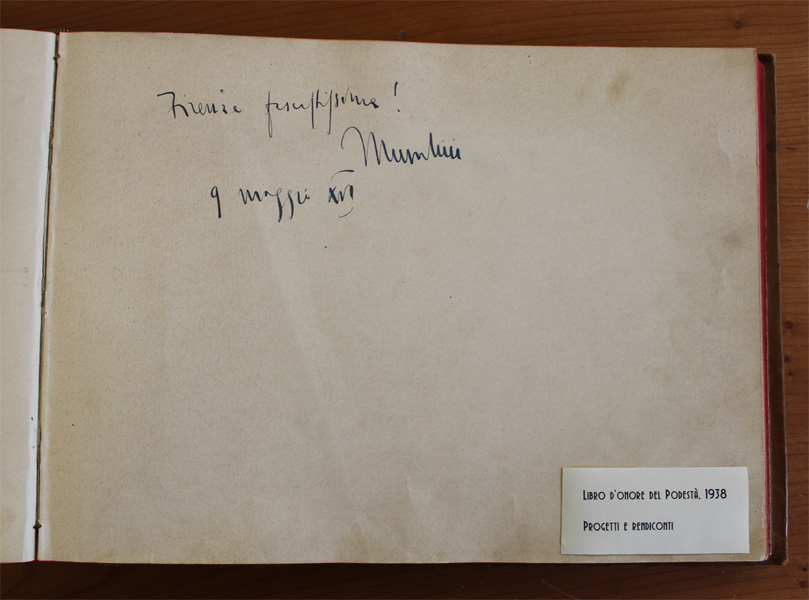 Firenze fascistissima!
Mussolini
9 maggio XVI
LIBRO D'ONORE DEL PODESTÀ, 1938
PROGETTI E RENDICONTI